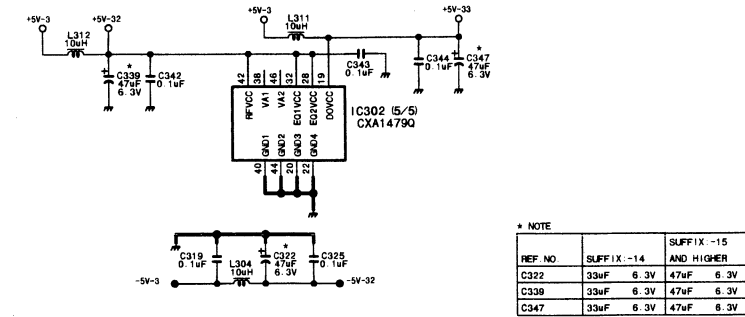 +5V-3
+5V-32
+5V-3
+5V-33
L312
10uH
L311
10uH
*
C339
47uF
6.3V
C342
0.1uF
C343
0.1uF
C344
0.1uF
*
C347
47uF
6.3V
42
38
46
32
28
19
RFVCC
VA1
VA2
EQ1VCC
EQ2VCC
DOVCC
IC302 (5/5)
CXA1479Q
GND1
GND2
GND3
GND4
40
44
20
22
C319
0.1uF
L304
10uH
*
C322
47uF
6.3V
C325
0.1uF
-5V-3
-5V-32
* NOTE
REF. NO. SUFFIX:-14 SUFFIX:-15 AND HIGHER
C322 33uF 6.3V 47uF 6.3V
C339 33uF 6.3V 47uF 6.3V
C347 33uF 6.3V 47uF 6.3V